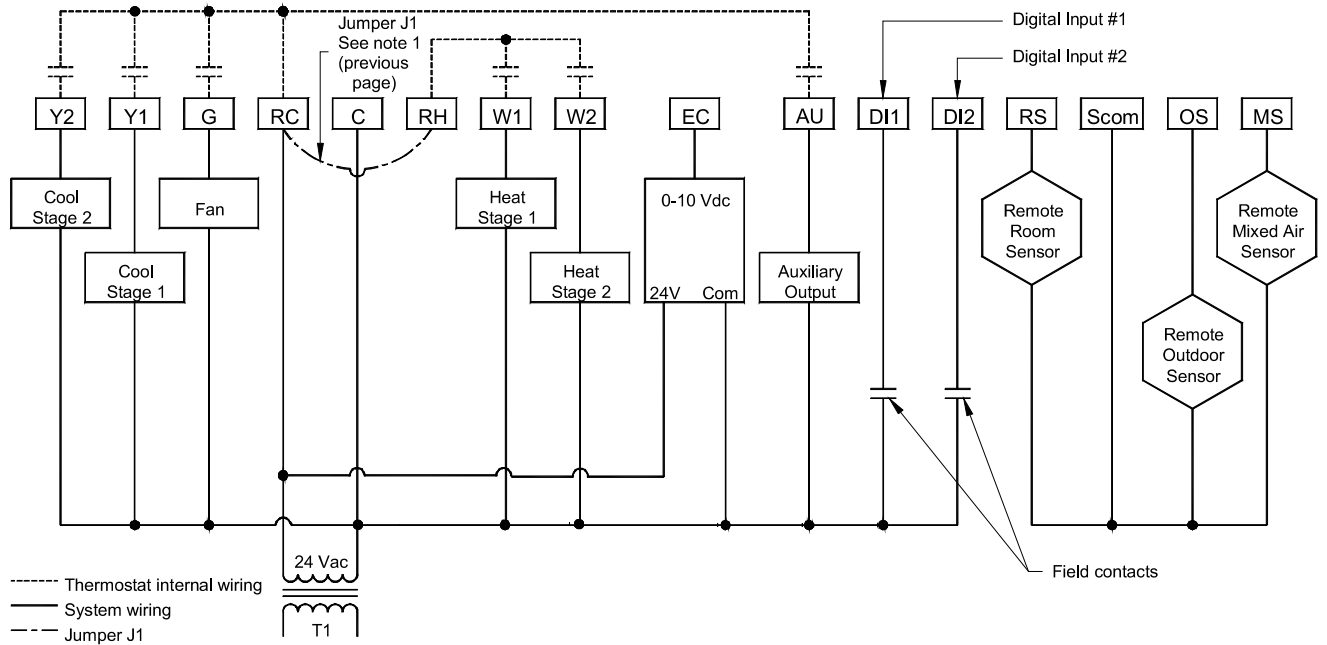 Jumper J1
See note 1
(previous
page)
Digital Input #1
Digital Input #2
Y2
Y1
G
RC
C
RH
W1
W2
EC
AU
DI1
DI2
RS
Scom
OS
MS
Cool
Stage 2
Fan
Heat
Stage 1
0-10 Vdc
24V
Com
Remote
Room
Sensor
Remote
Mixed Air
Sensor
Cool
Stage 1
Heat
Stage 2
Auxiliary
Output
Remote
Outdoor
Sensor
24 Vac
T1
Field contacts
Thermostat internal wiring
System wiring
Jumper J1